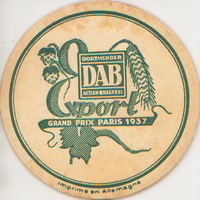 DORTMUNDER
DAB
ACTIEN BRAUEREI
Export
GRAND PRIX PARIS 1937
Imprimé en Allemagne